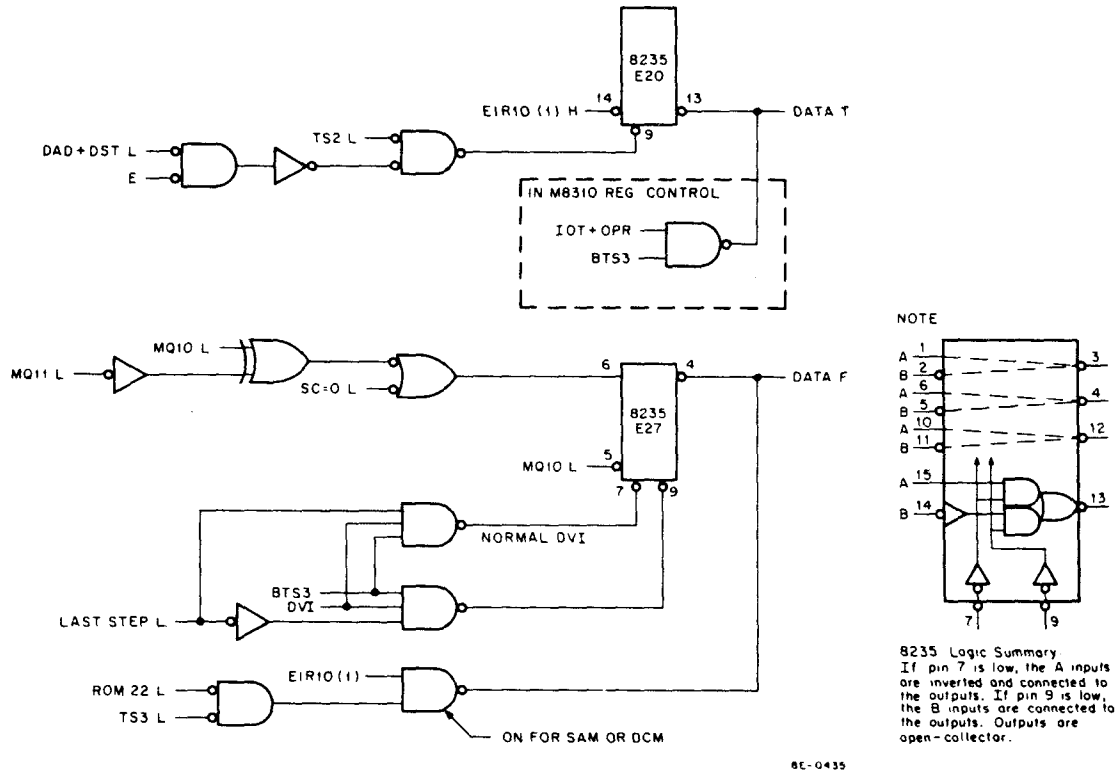 8235
E20
EIR10 (1) H
14
13
DATA T
9
TS2 L
DAD+DST L
E
IN M8310 REG CONTROL
IOT+OPR
BTS3
MQ10 L
MQ11 L
SC=0 L
6
4
DATA F
8235
E27
MQ10 L
5
7
9
NORMAL DVI
BTS3
DVI
LAST STEP L
EIR10(1)
ROM 22 L
TS3 L
ON FOR SAM OR DCM
8E-0435
NOTE
A 1
3
B 2
A 6
4
B 5
A 10
12
B 11
A 15
13
B 14
7
9
8235 Logic Summary
If pin 7 is low, the A inputs
are inverted and connected to
the outputs. If pin 9 is low,
the B inputs are connected to
the outputs. Outputs are
open-collector.